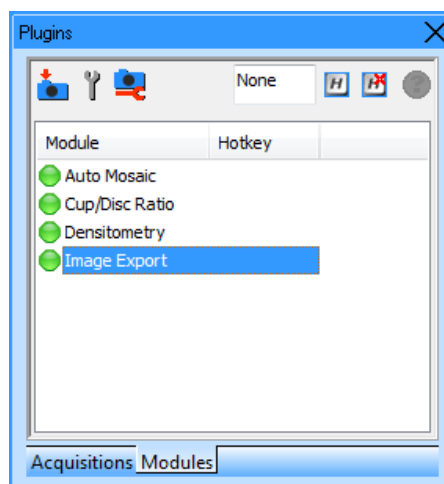 Plugins
None H H
Module Hotkey
Auto Mosaic
Cup/Disc Ratio
Densitometry
Image Export
Acquisitions Modules